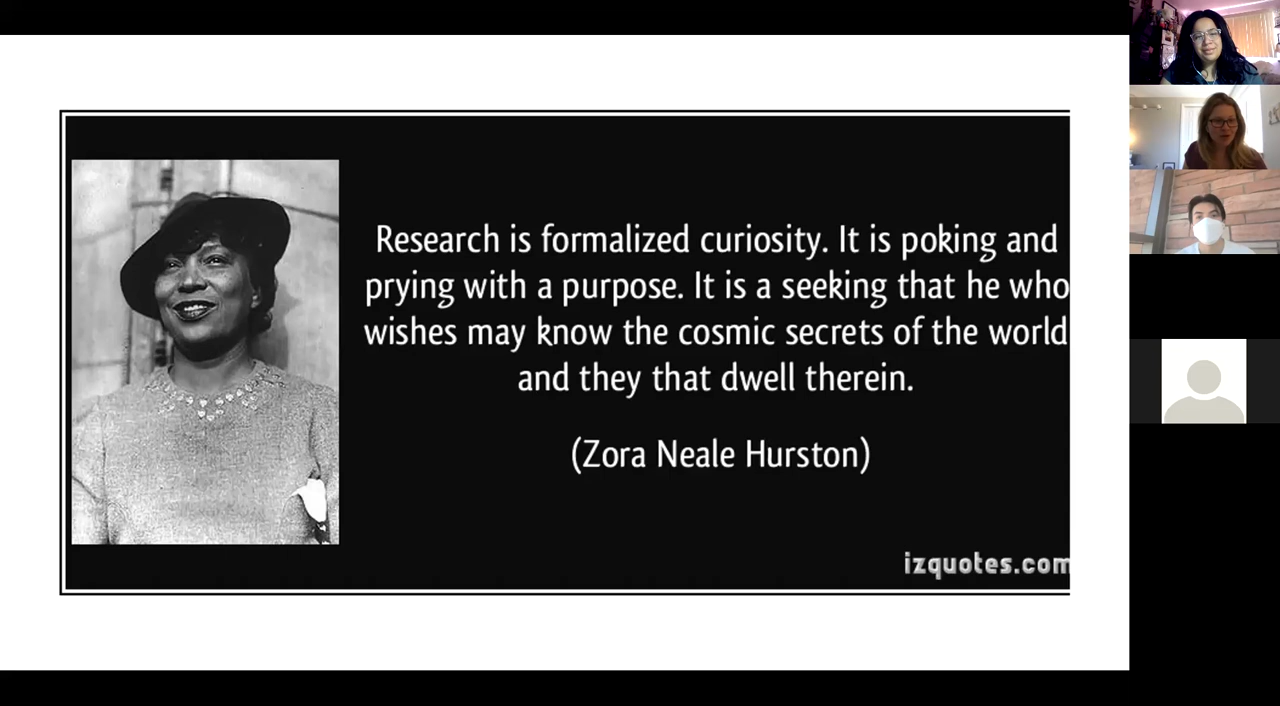 Research is formalized curiosity. It is poking and
prying with a purpose. It is a seeking that he who
wishes may know the cosmic secrets of the world
and they that dwell therein.
(Zora Neale Hurston)
izquotes.com